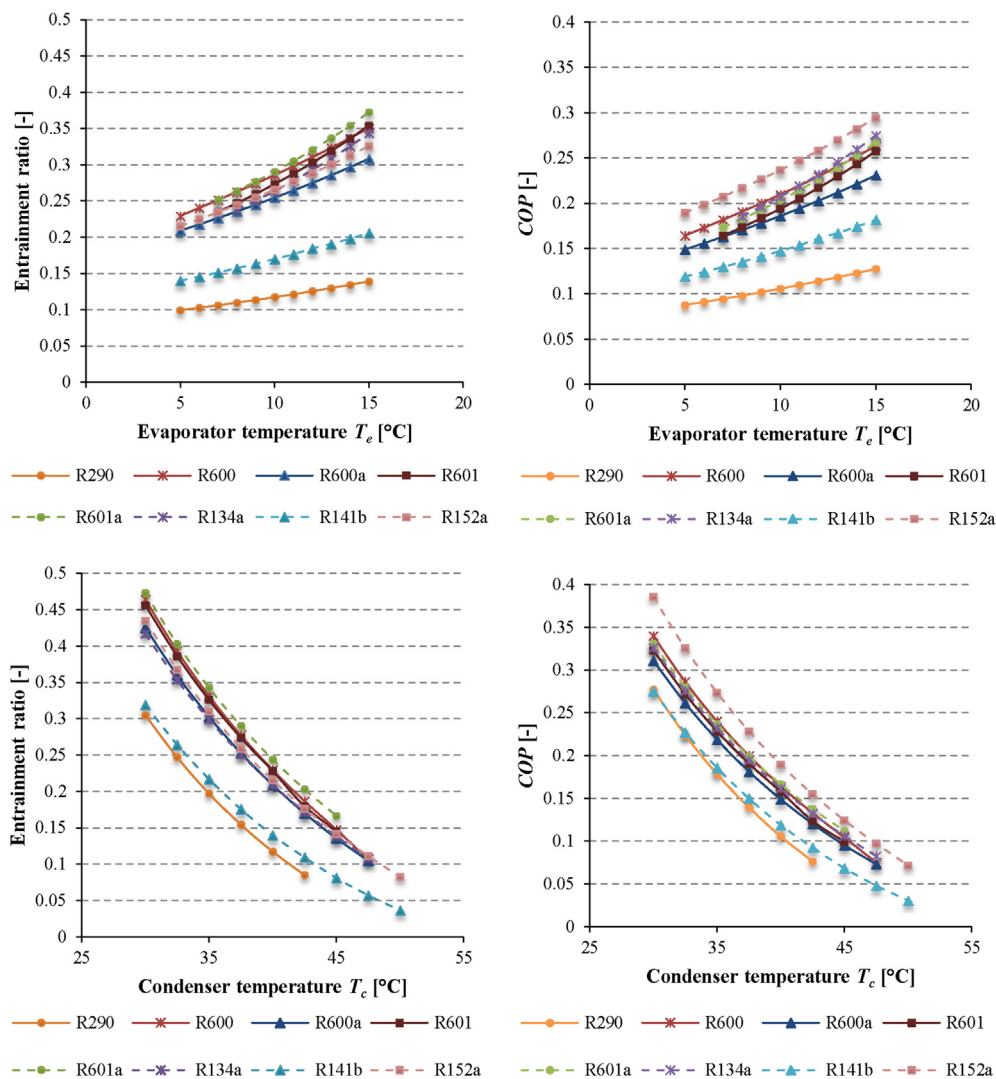 0.5
0.45
0.4
0.35
0.3
0.25
0.2
0.15
0.1
0.05
0
Entrainment ratio [-]
0 5 10 15 20
Evaporator temperature Te [°C]
R290 R600 R600a R601
R601a R134a R141b R152a
0.4
0.35
0.3
0.25
0.2
0.15
0.1
0.05
0
COP [-]
0 5 10 15 20
Evaporator temerature Te [°C]
R290 R600 R600a R601
R601a R134a R141b R152a
0.5
0.45
0.4
0.35
0.3
0.25
0.2
0.15
0.1
0.05
0
Entrainment ratio [-]
25 35 45 55
Condenser temperature Tc [°C]
R290 R600 R600a R601
R601a R134a R141b R152a
0.4
0.35
0.3
0.25
0.2
0.15
0.1
0.05
0
COP [-]
25 35 45 55
Condenser temperature Tc [°C]
R290 R600 R600a R601
R601a R134a R141b R152a